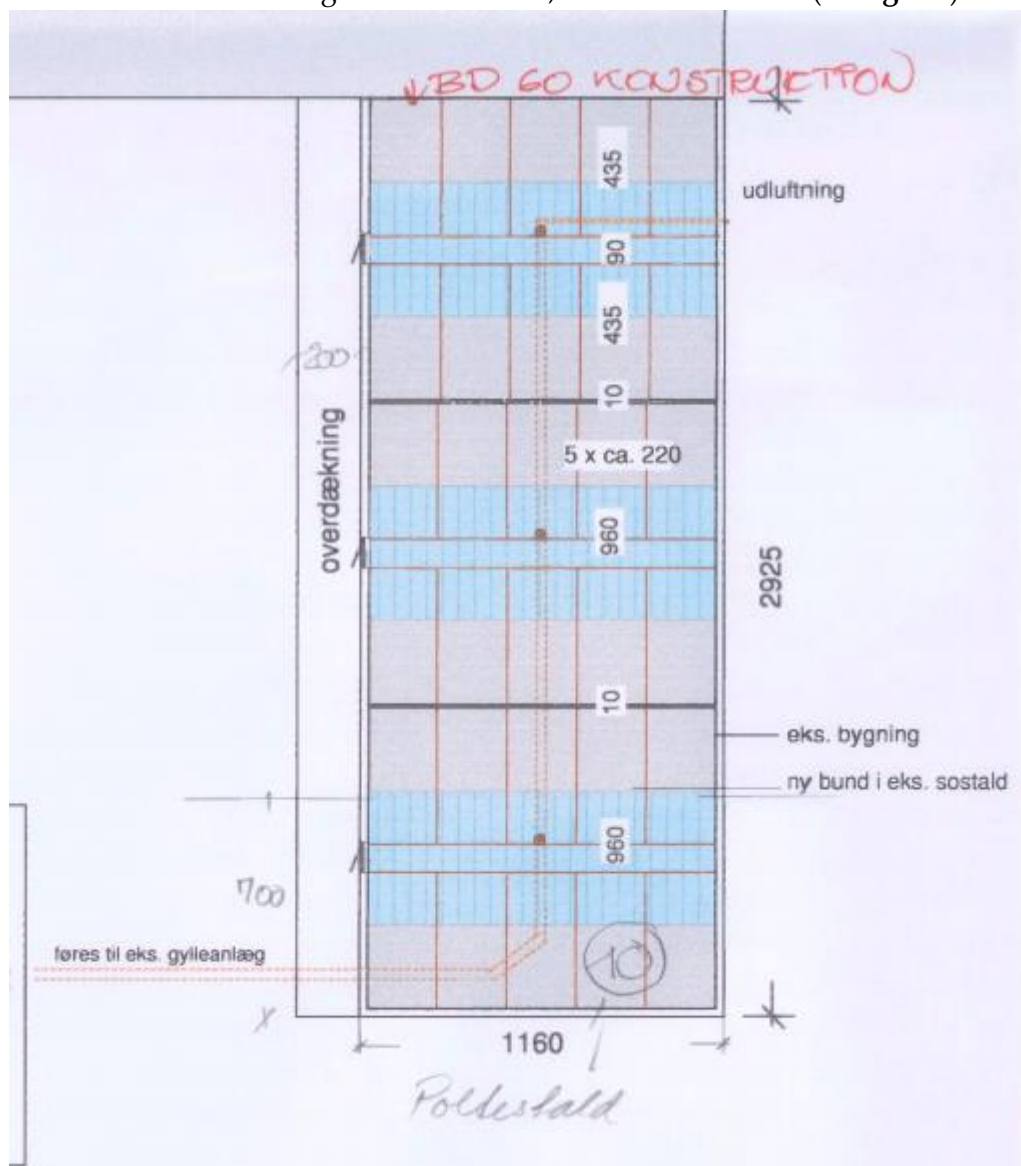 BD 60 KONSTRUKTION
435
udluftning
90
435
200
10
5 x ca. 220
overdækning
960
2925
10
eks. bygning
ny bund i eks. sostald
960
700
føres til eks. gylleanlæg
10
1160
Poltestald